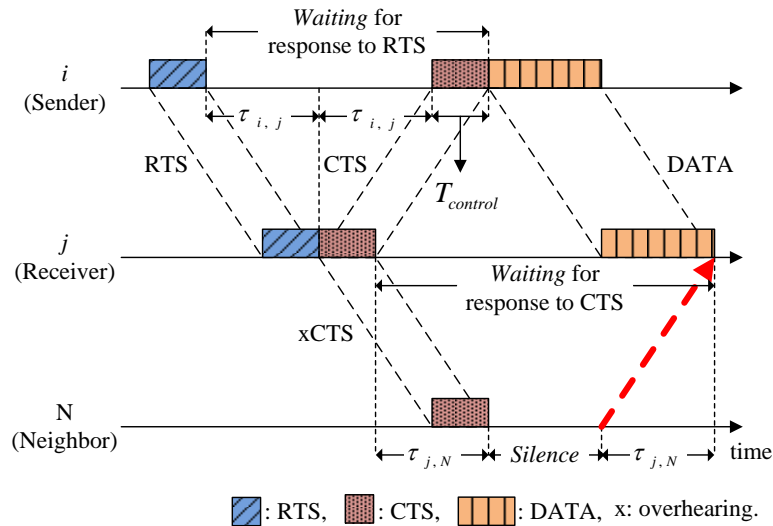 Waiting for
response to RTS
i
(Sender)
τ i, j
τ i, j
RTS
CTS
DATA
T control
j
(Receiver)
Waiting for
response to CTS
xCTS
N
(Neighbor)
τ j, N
Silence
τ j, N
time
: RTS, : CTS, : DATA, x: overhearing.